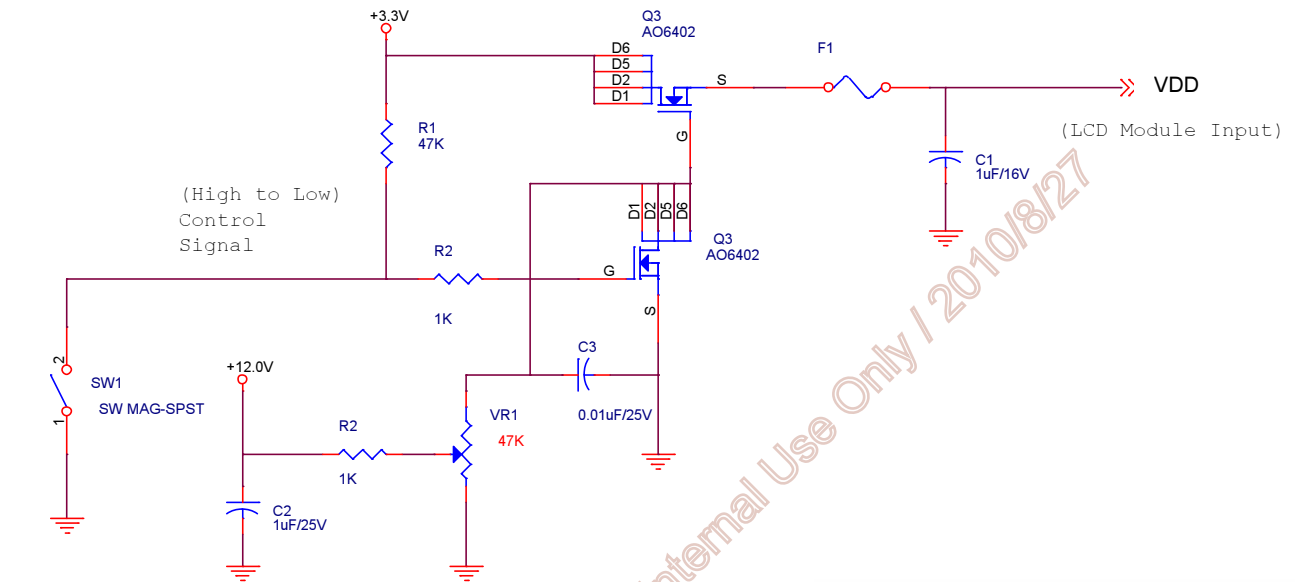 +3.3V
Q3
AO6402
D6
D5
D2
D1
S
G
F1
VDD
(LCD Module Input)
R1
47K
C1
1uF/16V
(High to Low)
Control
Signal
D1
D2
D5
D6
Q3
AO6402
R2
1K
G
S
2
1
SW1
SW MAG-SPST
+12.0V
C3
0.01uF/25V
R2
1K
VR1
47K
C2
1uF/25V
Internal Use Only / 2010/8/27